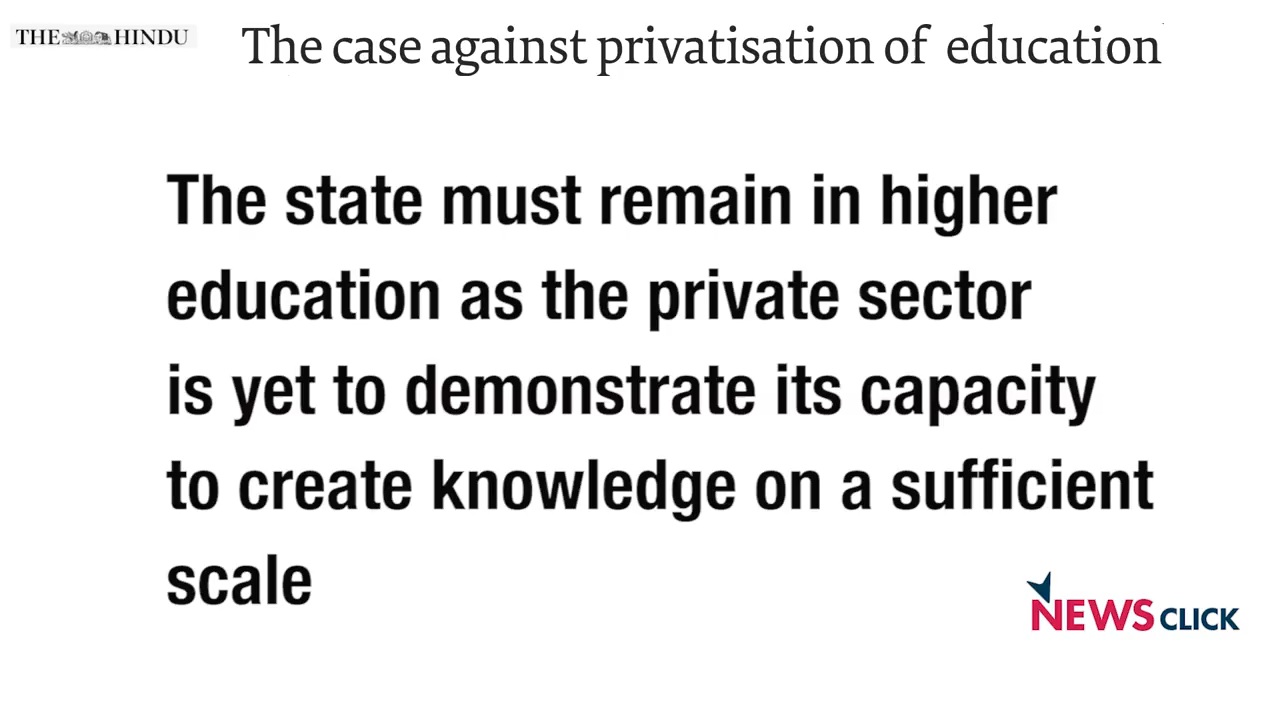 THE HINDU
The case against privatisation of education
The state must remain in higher
education as the private sector
is yet to demonstrate its capacity
to create knowledge on a sufficient
scale
NEWSCLICK